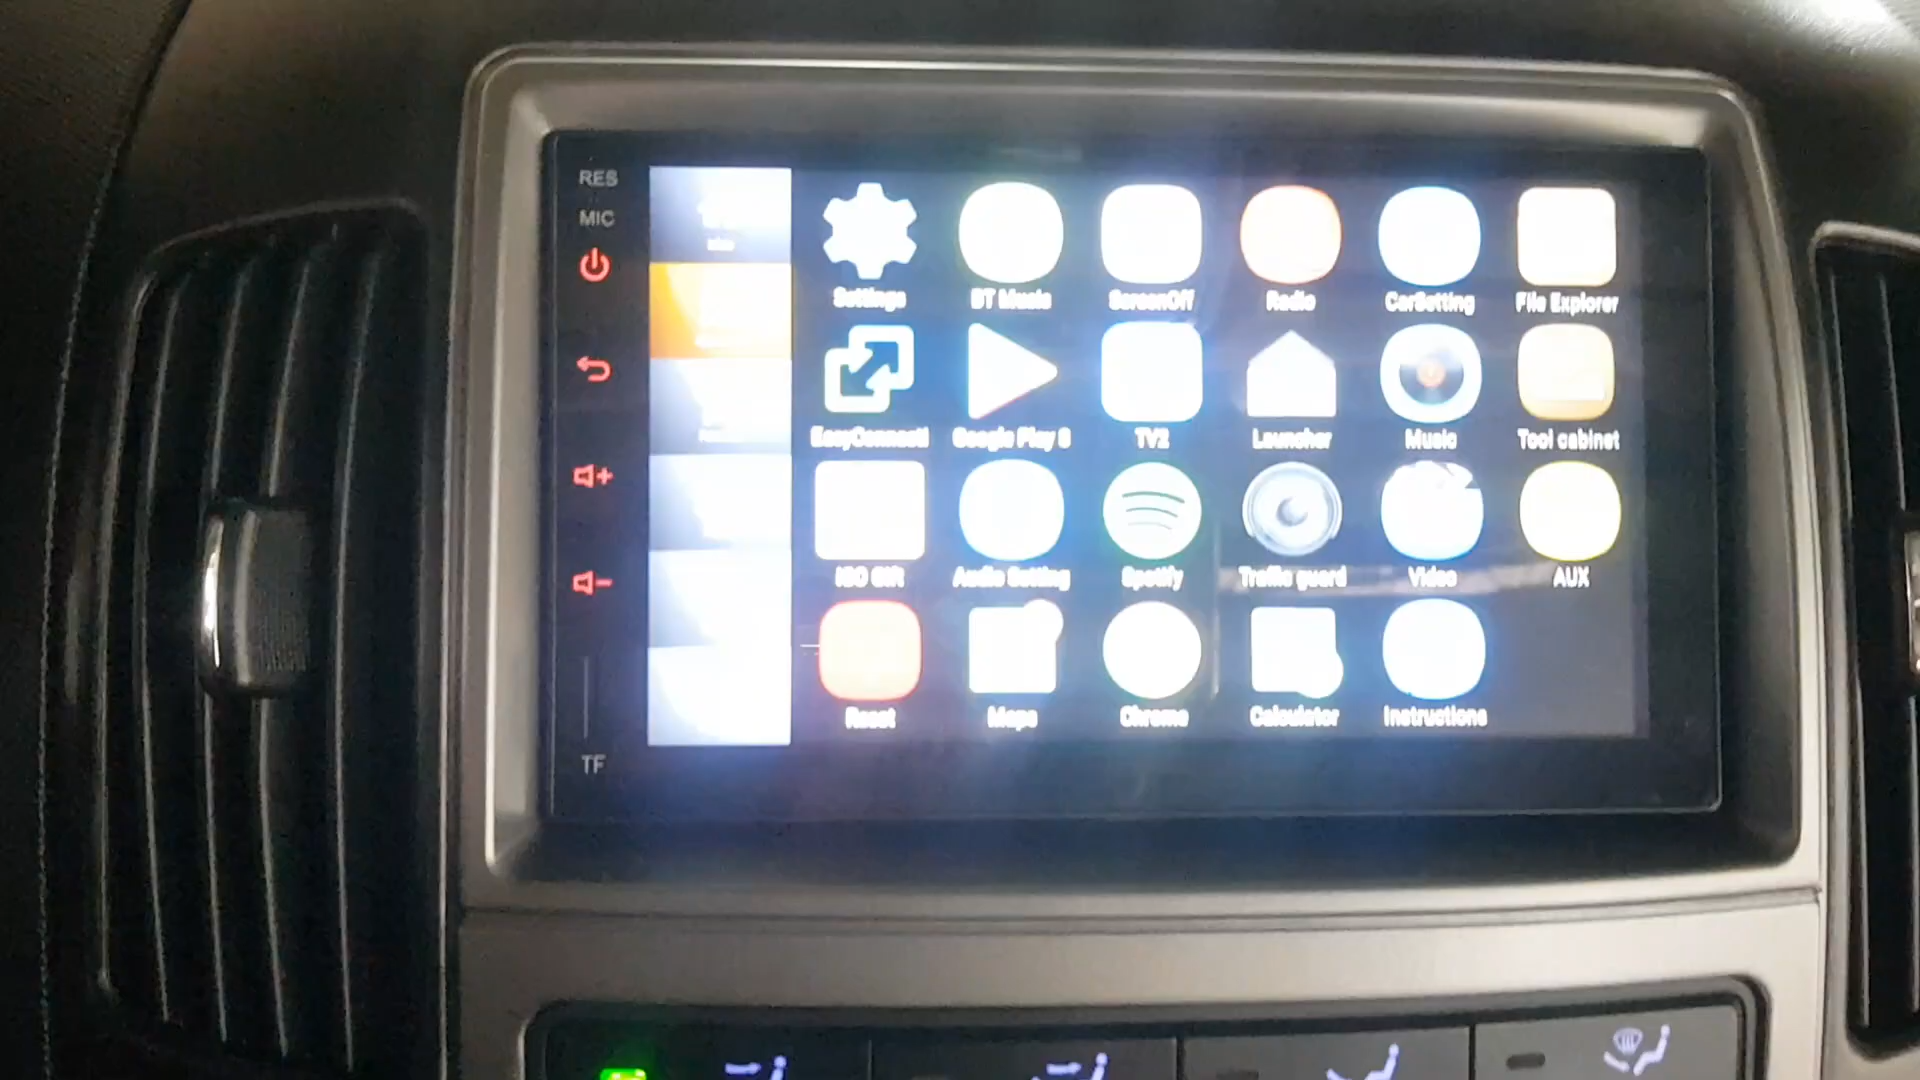 RES
MIC
Settings BT Music ScreenOff Radio CarSetting File Explorer
EasyConnecti Google Play S TV2 Launcher Music Tool cabinet
Audio Setting Spotify Traffic guard Video AUX
Reset Maps Chrome Calculator Instructions
TF